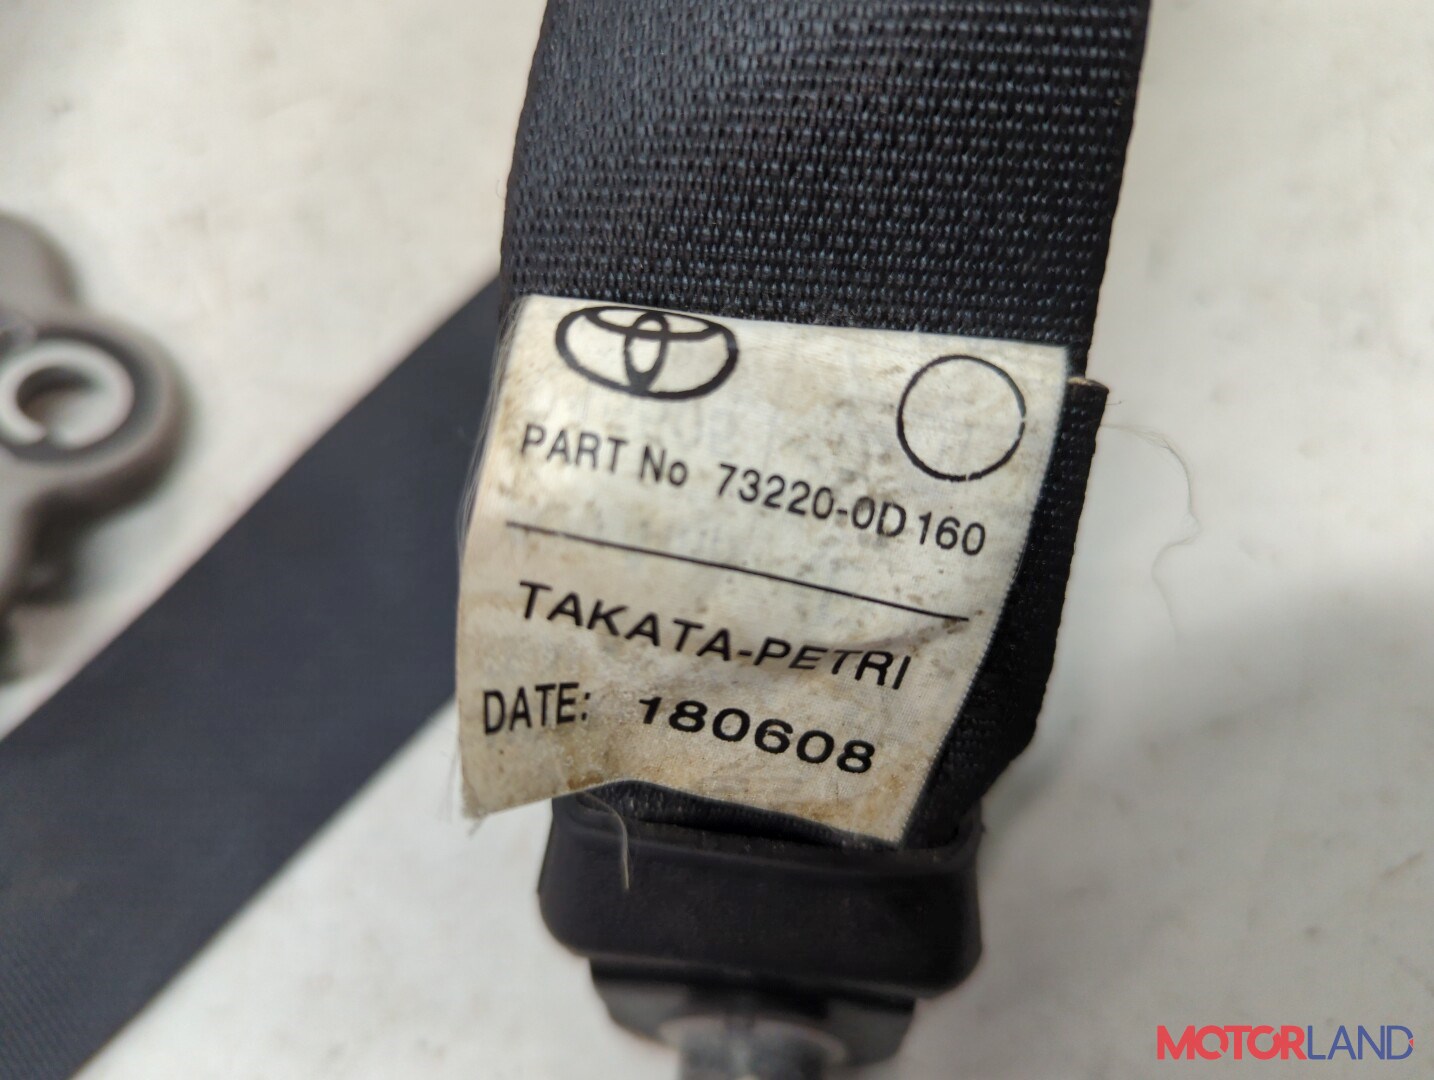 PART No 73220-0D160
TAKATA-PETRI
DATE: 180608
MOTORLAND